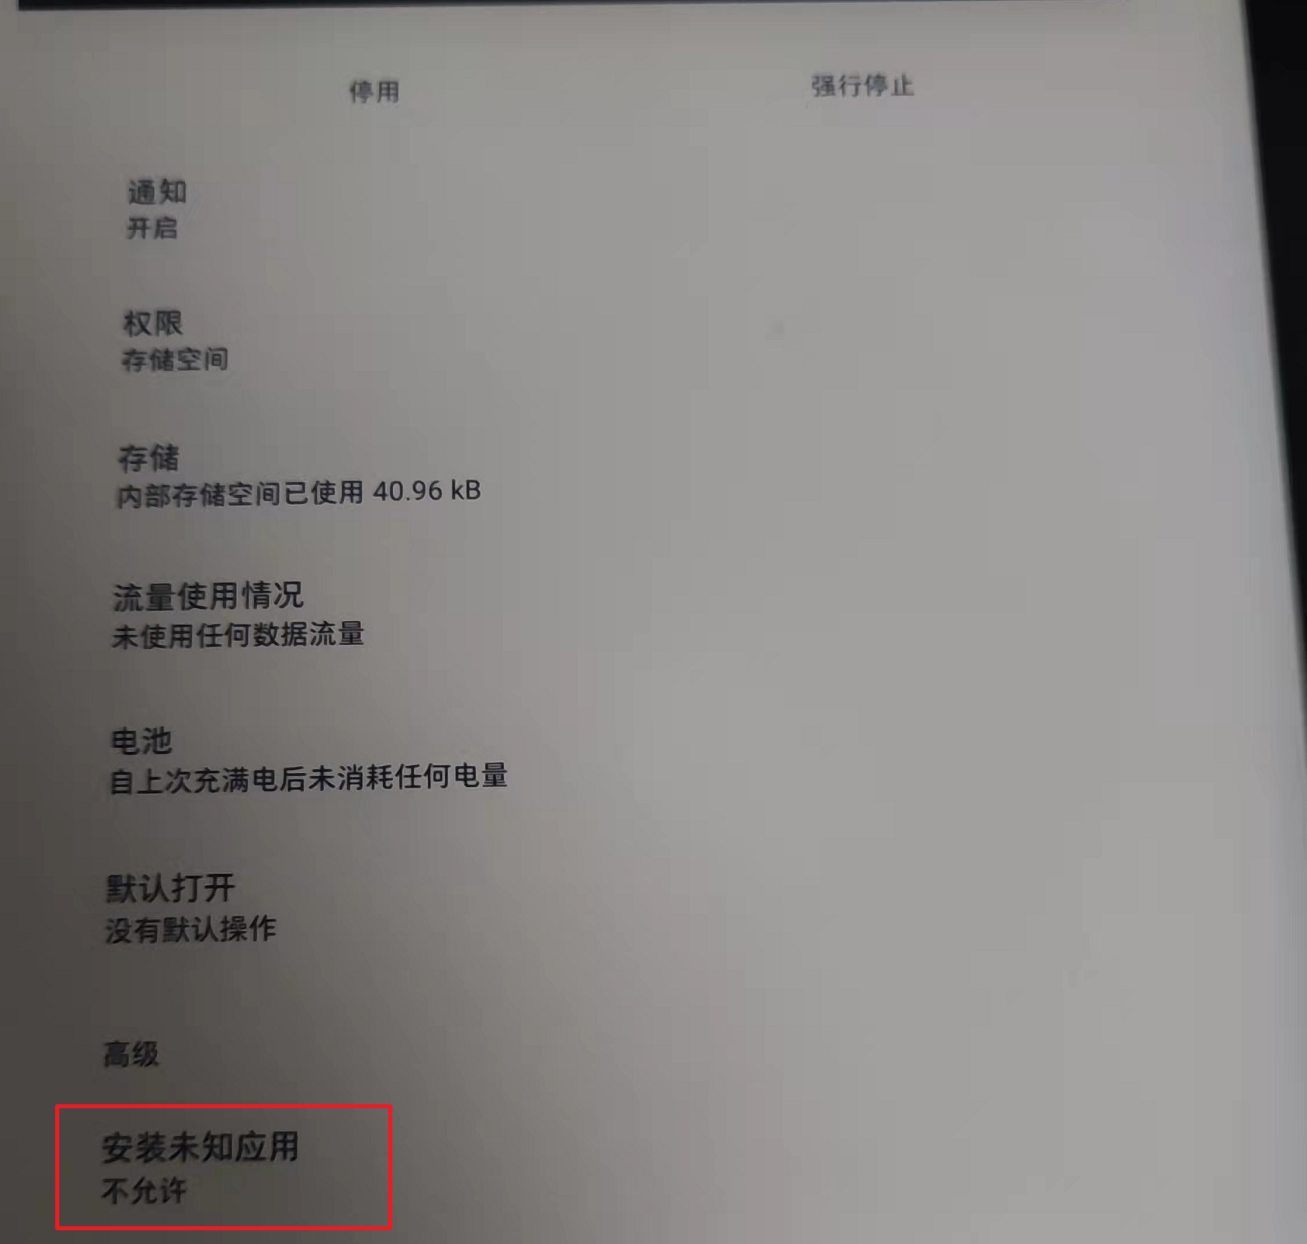 停用 强行停止
通知
开启
权限
存储空间
存储
内部存储空间已使用 40.96 kB
流量使用情况
未使用任何数据流量
电池
自上次充满电后未消耗任何电量
默认打开
没有默认操作
高级
安装未知应用
不允许